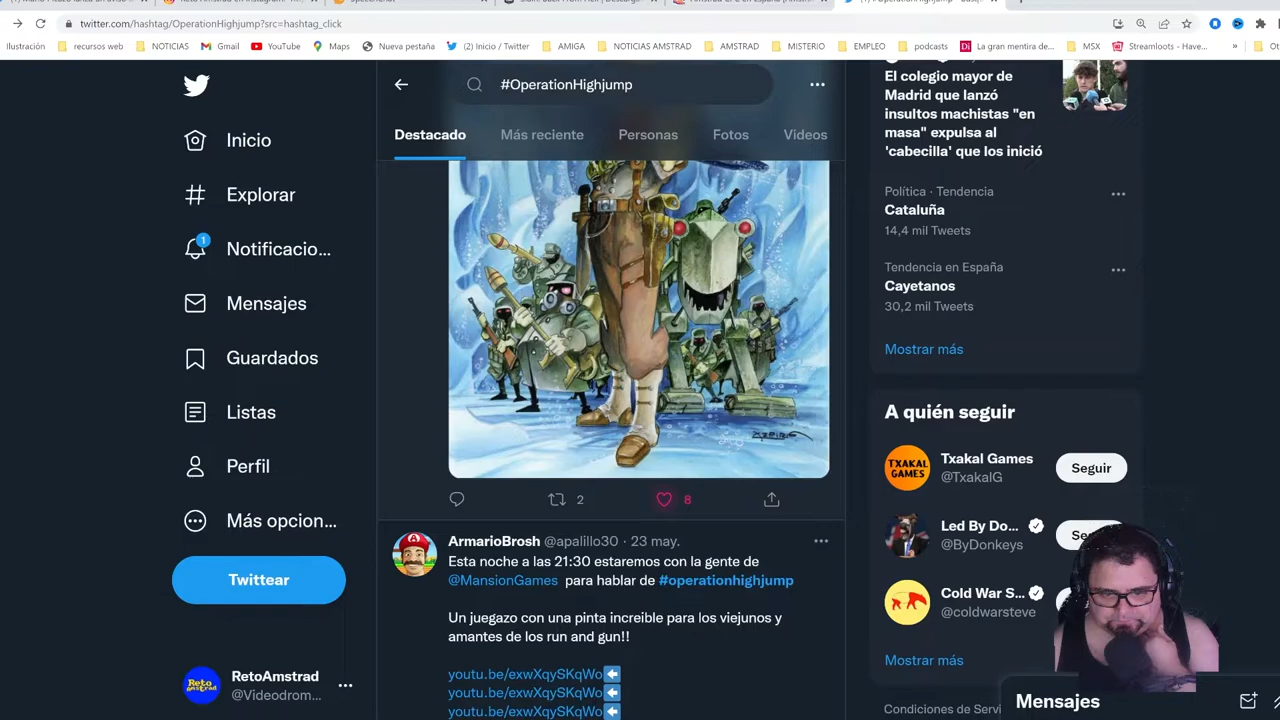 twitter.com/hashtag/OperationHighjump?src=hashtag_click
Ilustración
recursos web
NOTICIAS
Gmail
YouTube
Maps
Nueva pestaña
(2) Inicio / Twitter
AMIGA
NOTICIAS AMSTRAD
AMSTRAD
MISTERIO
EMPLEO
podcasts
La gran mentira de...
MSX
Streamloots - Have...
»
#OperationHighjump
Destacado
Más reciente
Personas
Fotos
Videos
Inicio
Explorar
1
Notificacio...
Mensajes
Guardados
Listas
Perfil
Más opcion...
Twittear
RetoAmstrad
@Videodrom...
2
8
ArmarioBrosh @apalillo30 · 23 may.
Esta noche a las 21:30 estaremos con la gente de
@MansionGames para hablar de #operationhighjump
Un juegazo con una pinta increible para los viejunos y
amantes de los run and gun!!
youtu.be/exwXqySKqWo
youtu.be/exwXqySKqWo
youtu.be/exwXqySKqWo
El colegio mayor de
Madrid que lanzó
insultos machistas "en
masa" expulsa al
'cabecilla' que los inició
Política · Tendencia
Cataluña
14,4 mil Tweets
Tendencia en España
Cayetanos
30,2 mil Tweets
Mostrar más
A quién seguir
TXAKAL
GAMES
Txakal Games
@TxakalG
Seguir
Led By Do...
@ByDonkeys
Cold War S...
@coldwarsteve
Mostrar más
Mensajes
Condiciones de Servi